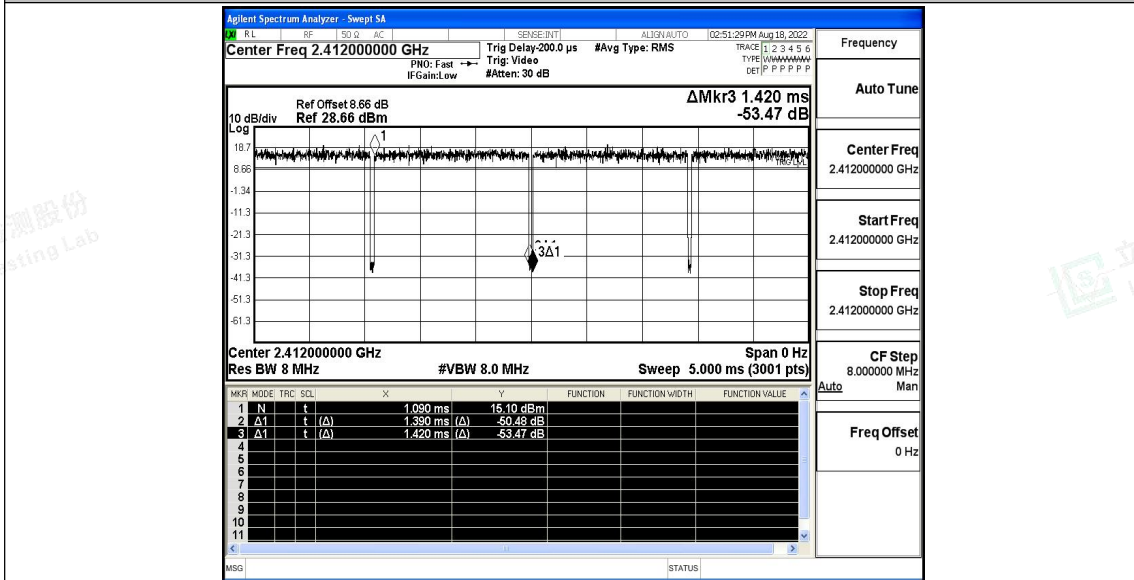 Agilent Spectrum Analyzer - Swept SA
RL RF 50 Ω AC SENSE:INT ALIGN AUTO 02:51:29 PM Aug 18, 2022
Center Freq 2.412000000 GHz
PNO: Fast
IFGain:Low
Trig Delay-200.0 µs
Trig: Video
#Atten: 30 dB
#Avg Type: RMS
TRACE 1 2 3 4 5 6
TYPE
DET P P P P P P
Frequency
Auto Tune
Center Freq
2.412000000 GHz
Start Freq
2.412000000 GHz
Stop Freq
2.412000000 GHz
CF Step
8.000000 MHz
Auto Man
Freq Offset
0 Hz
ΔMkr3 1.420 ms
-53.47 dB
Ref Offset 8.66 dB
10 dB/div Ref 28.66 dBm
Log
1
18.7
TRIG LVL
8.66
-1.34
-11.3
-21.3
3Δ1
-31.3
-41.3
-51.3
-61.3
Center 2.412000000 GHz Span 0 Hz
Res BW 8 MHz #VBW 8.0 MHz Sweep 5.000 ms (3001 pts)
MKR MODE TRC SCL X Y FUNCTION FUNCTION WIDTH FUNCTION VALUE
1 N t 1.090 ms 15.10 dBm
2 Δ1 t (Δ) 1.390 ms (Δ) -50.48 dB
3 Δ1 t (Δ) 1.420 ms (Δ) -53.47 dB
4
5
6
7
8
9
10
11
MSG STATUS
测股份
sting Lab
立